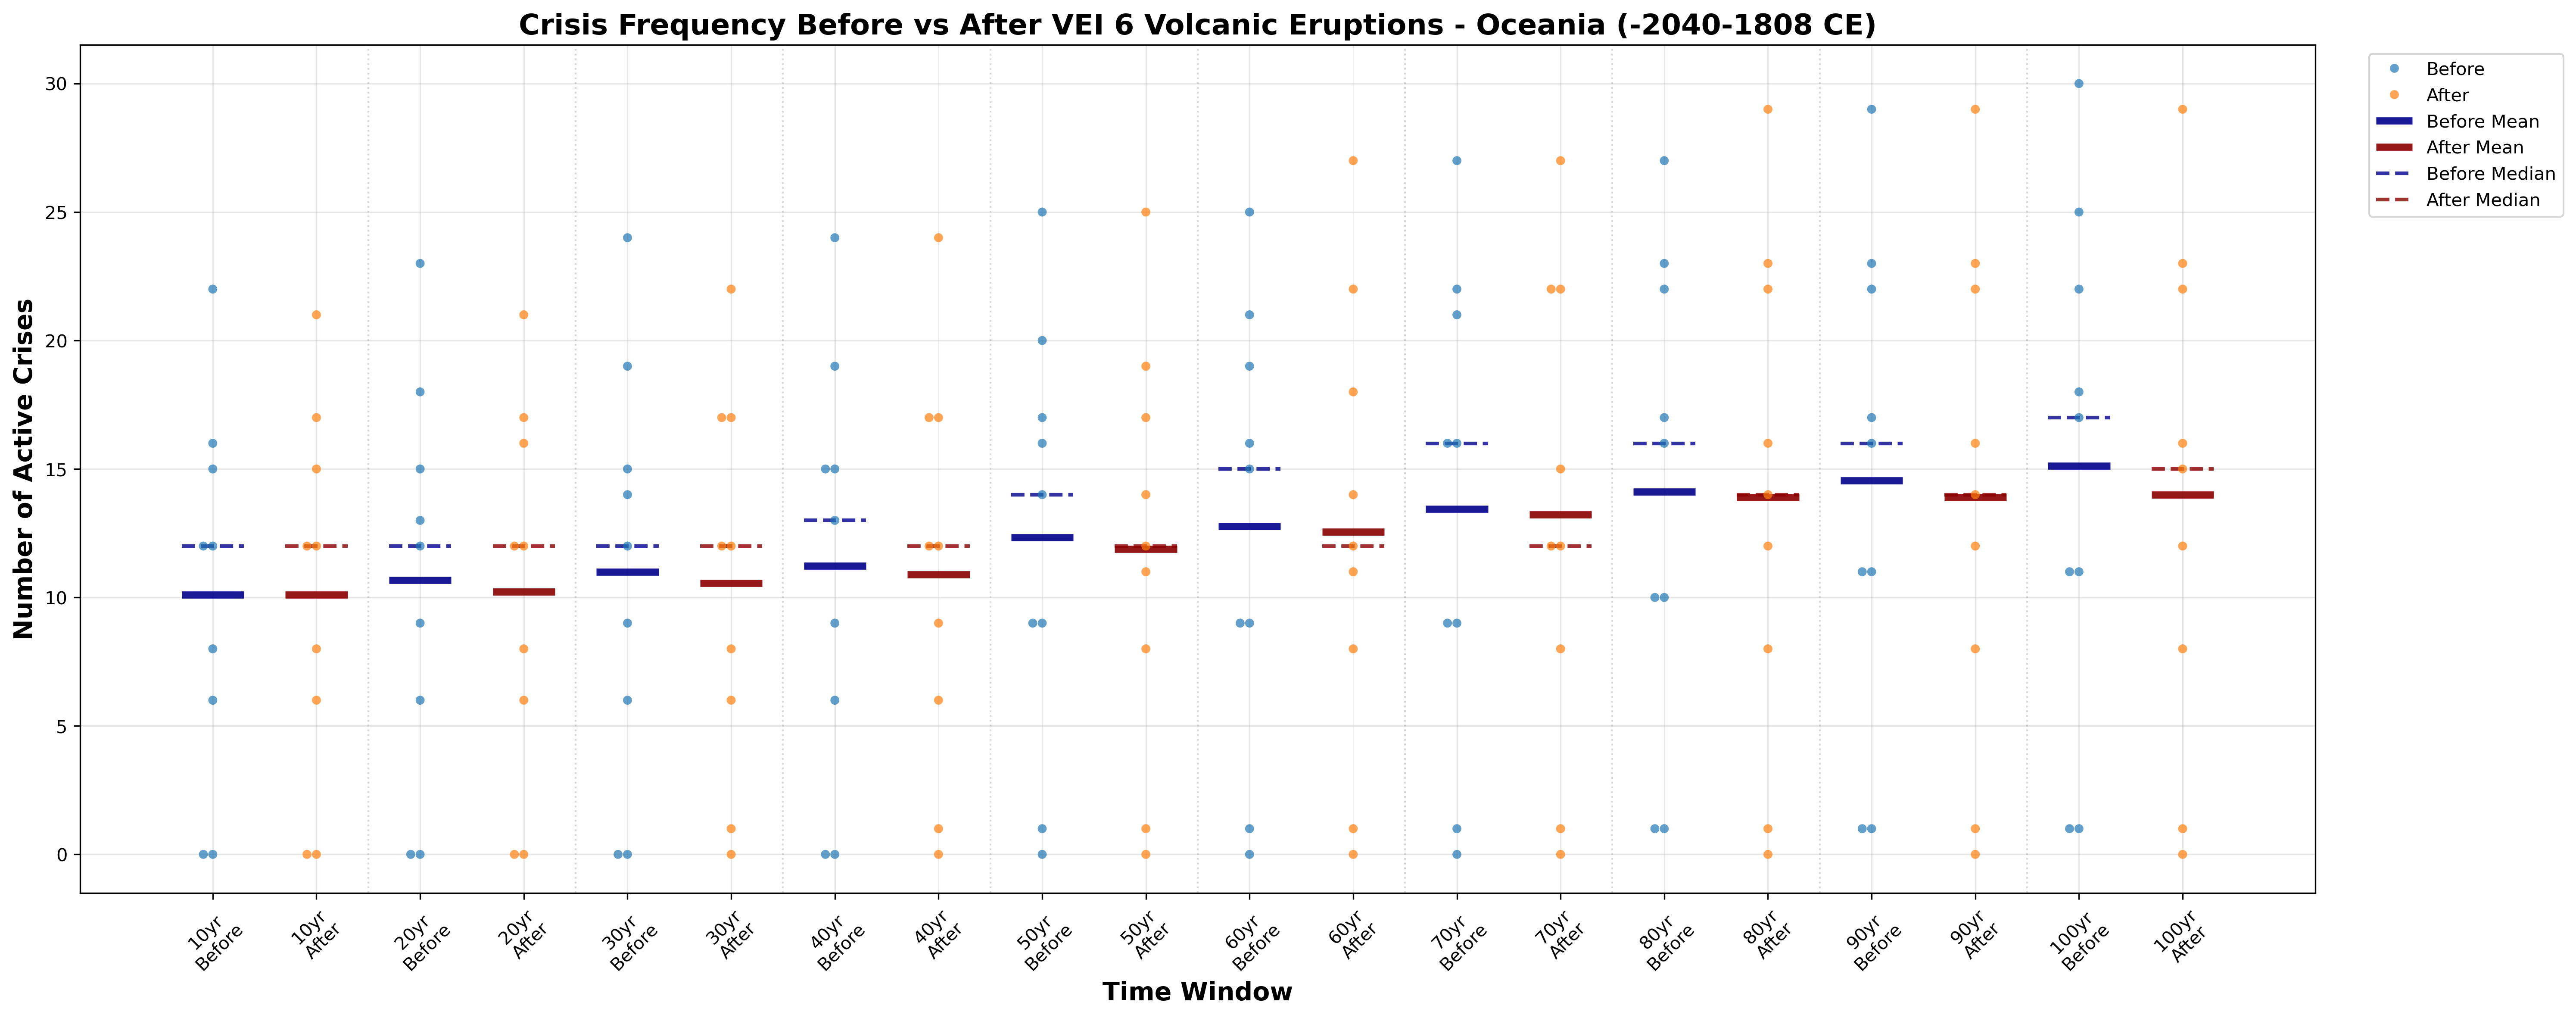 Crisis Frequency Before vs After VEI 6 Volcanic Eruptions - Oceania (-2040-1808 CE)
Before
After
Before Mean
After Mean
Before Median
After Median
Number of Active Crises
30
25
20
15
10
5
0
10yr
Before
10yr
After
20yr
Before
20yr
After
30yr
Before
30yr
After
40yr
Before
40yr
After
50yr
Before
50yr
After
60yr
Before
60yr
After
70yr
Before
70yr
After
80yr
Before
80yr
After
90yr
Before
90yr
After
100yr
Before
100yr
After
Time Window